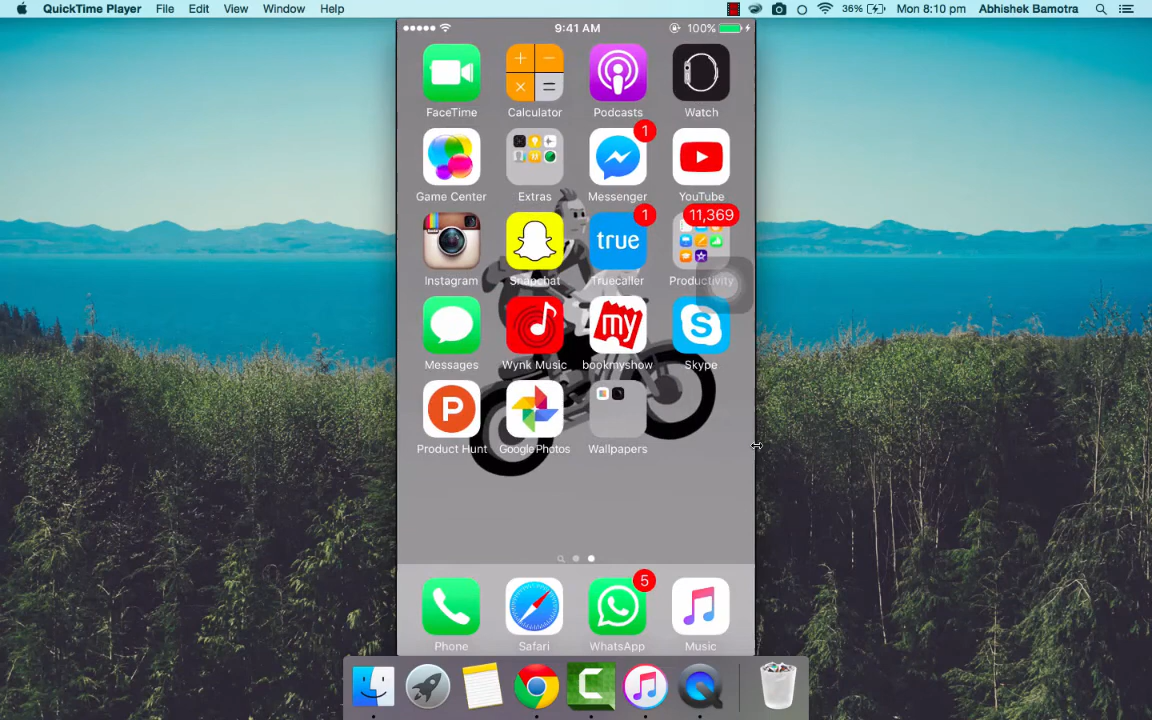 QuickTime Player File Edit View Window Help 36% Mon 8:10 pm Abhishek Bamotra
9:41 AM 100%
FaceTime Calculator Podcasts Watch
1
Game Center Extras Messenger YouTube
true 1 11,369
Instagram Snapchat Truecaller Productivity
my
Messages Wynk Music bookmyshow Skype
P
Product Hunt Google Photos Wallpapers
5
Phone Safari WhatsApp Music